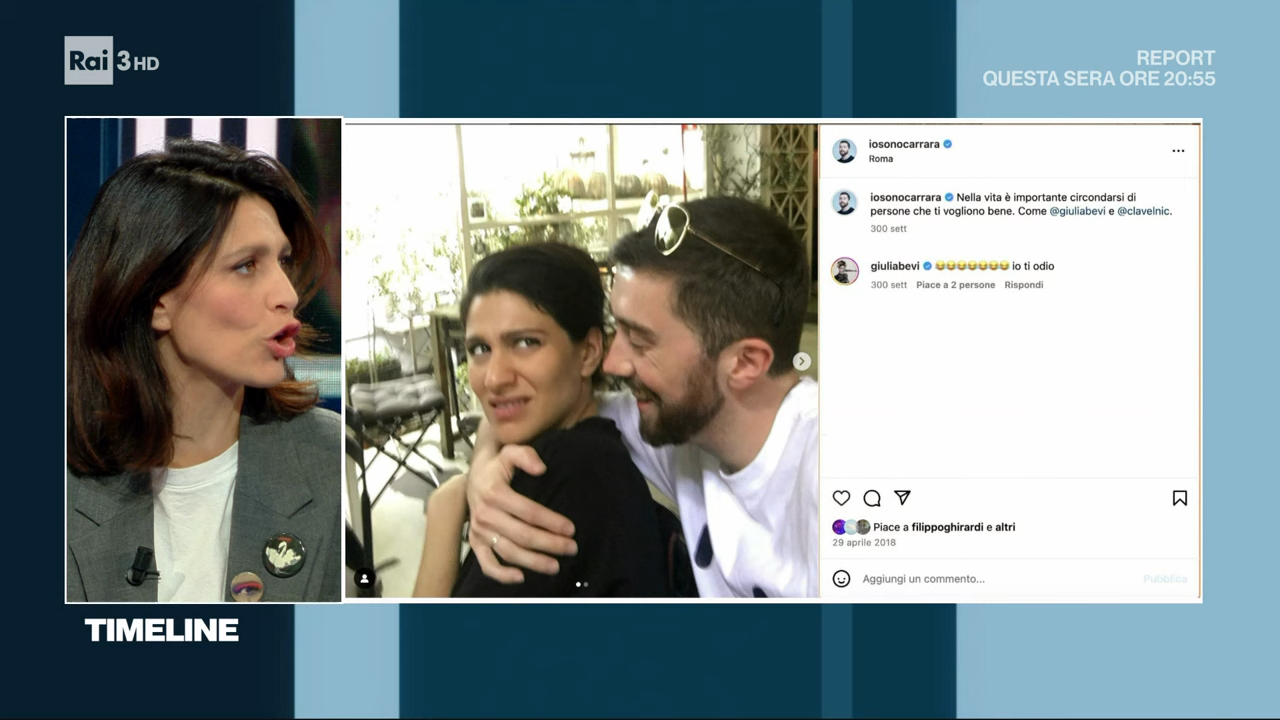 Rai 3 HD
REPORT
QUESTA SERA ORE 20:55
iosonocarrara
Roma
iosonocarrara Nella vita è importante circondarsi di
persone che ti vogliono bene. Come @giuliabevi e @clavelnic.
300 sett
giuliabevi 😂😂😂😂😂😂😂 io ti odio
300 sett Piace a 2 persone Rispondi
Piace a filippoghirardi e altri
29 aprile 2018
Aggiungi un commento...
Pubblica
TIMELINE